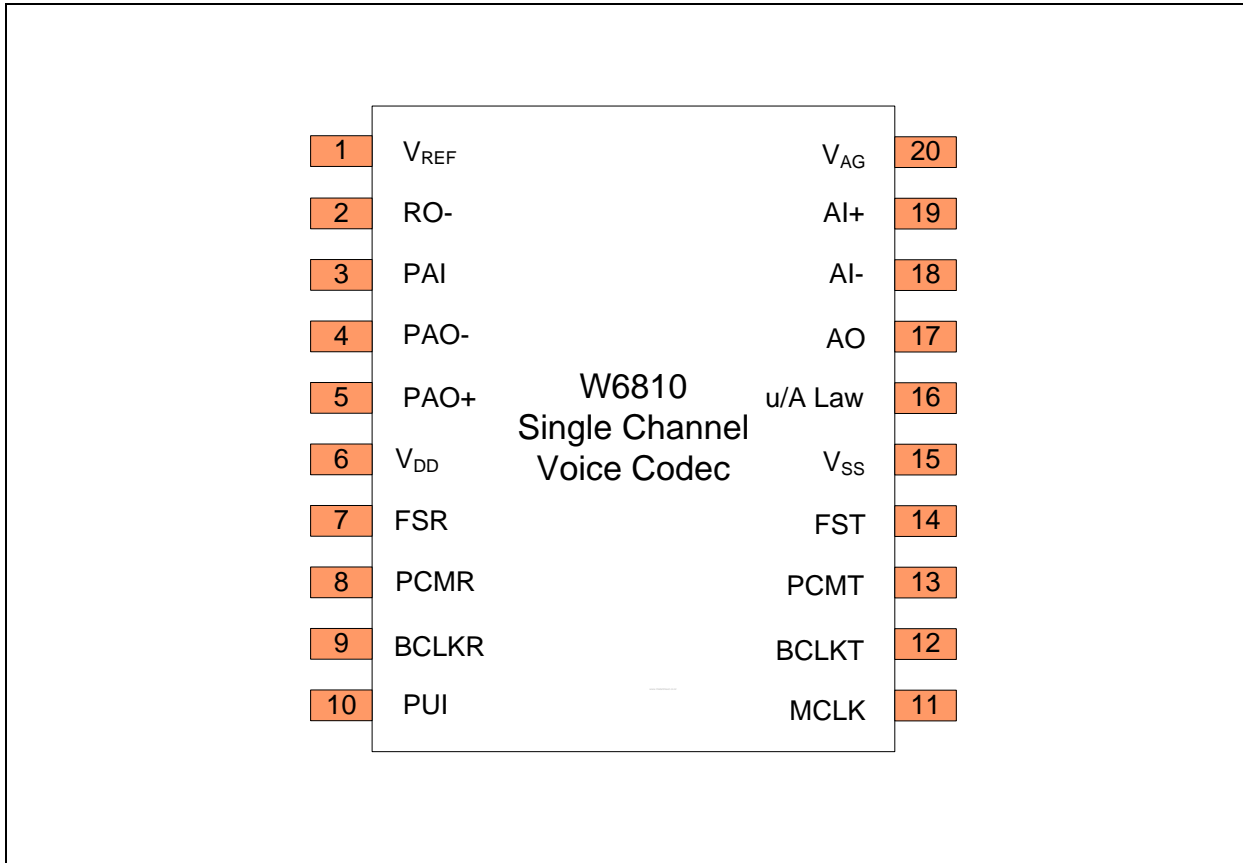 1 VREF VAG 20
2 RO- AI+ 19
3 PAI AI- 18
4 PAO- AO 17
5 PAO+ u/A Law 16
W6810
Single Channel
Voice Codec
6 VDD VSS 15
7 FSR FST 14
8 PCMR PCMT 13
9 BCLKR BCLKT 12
10 PUI MCLK 11